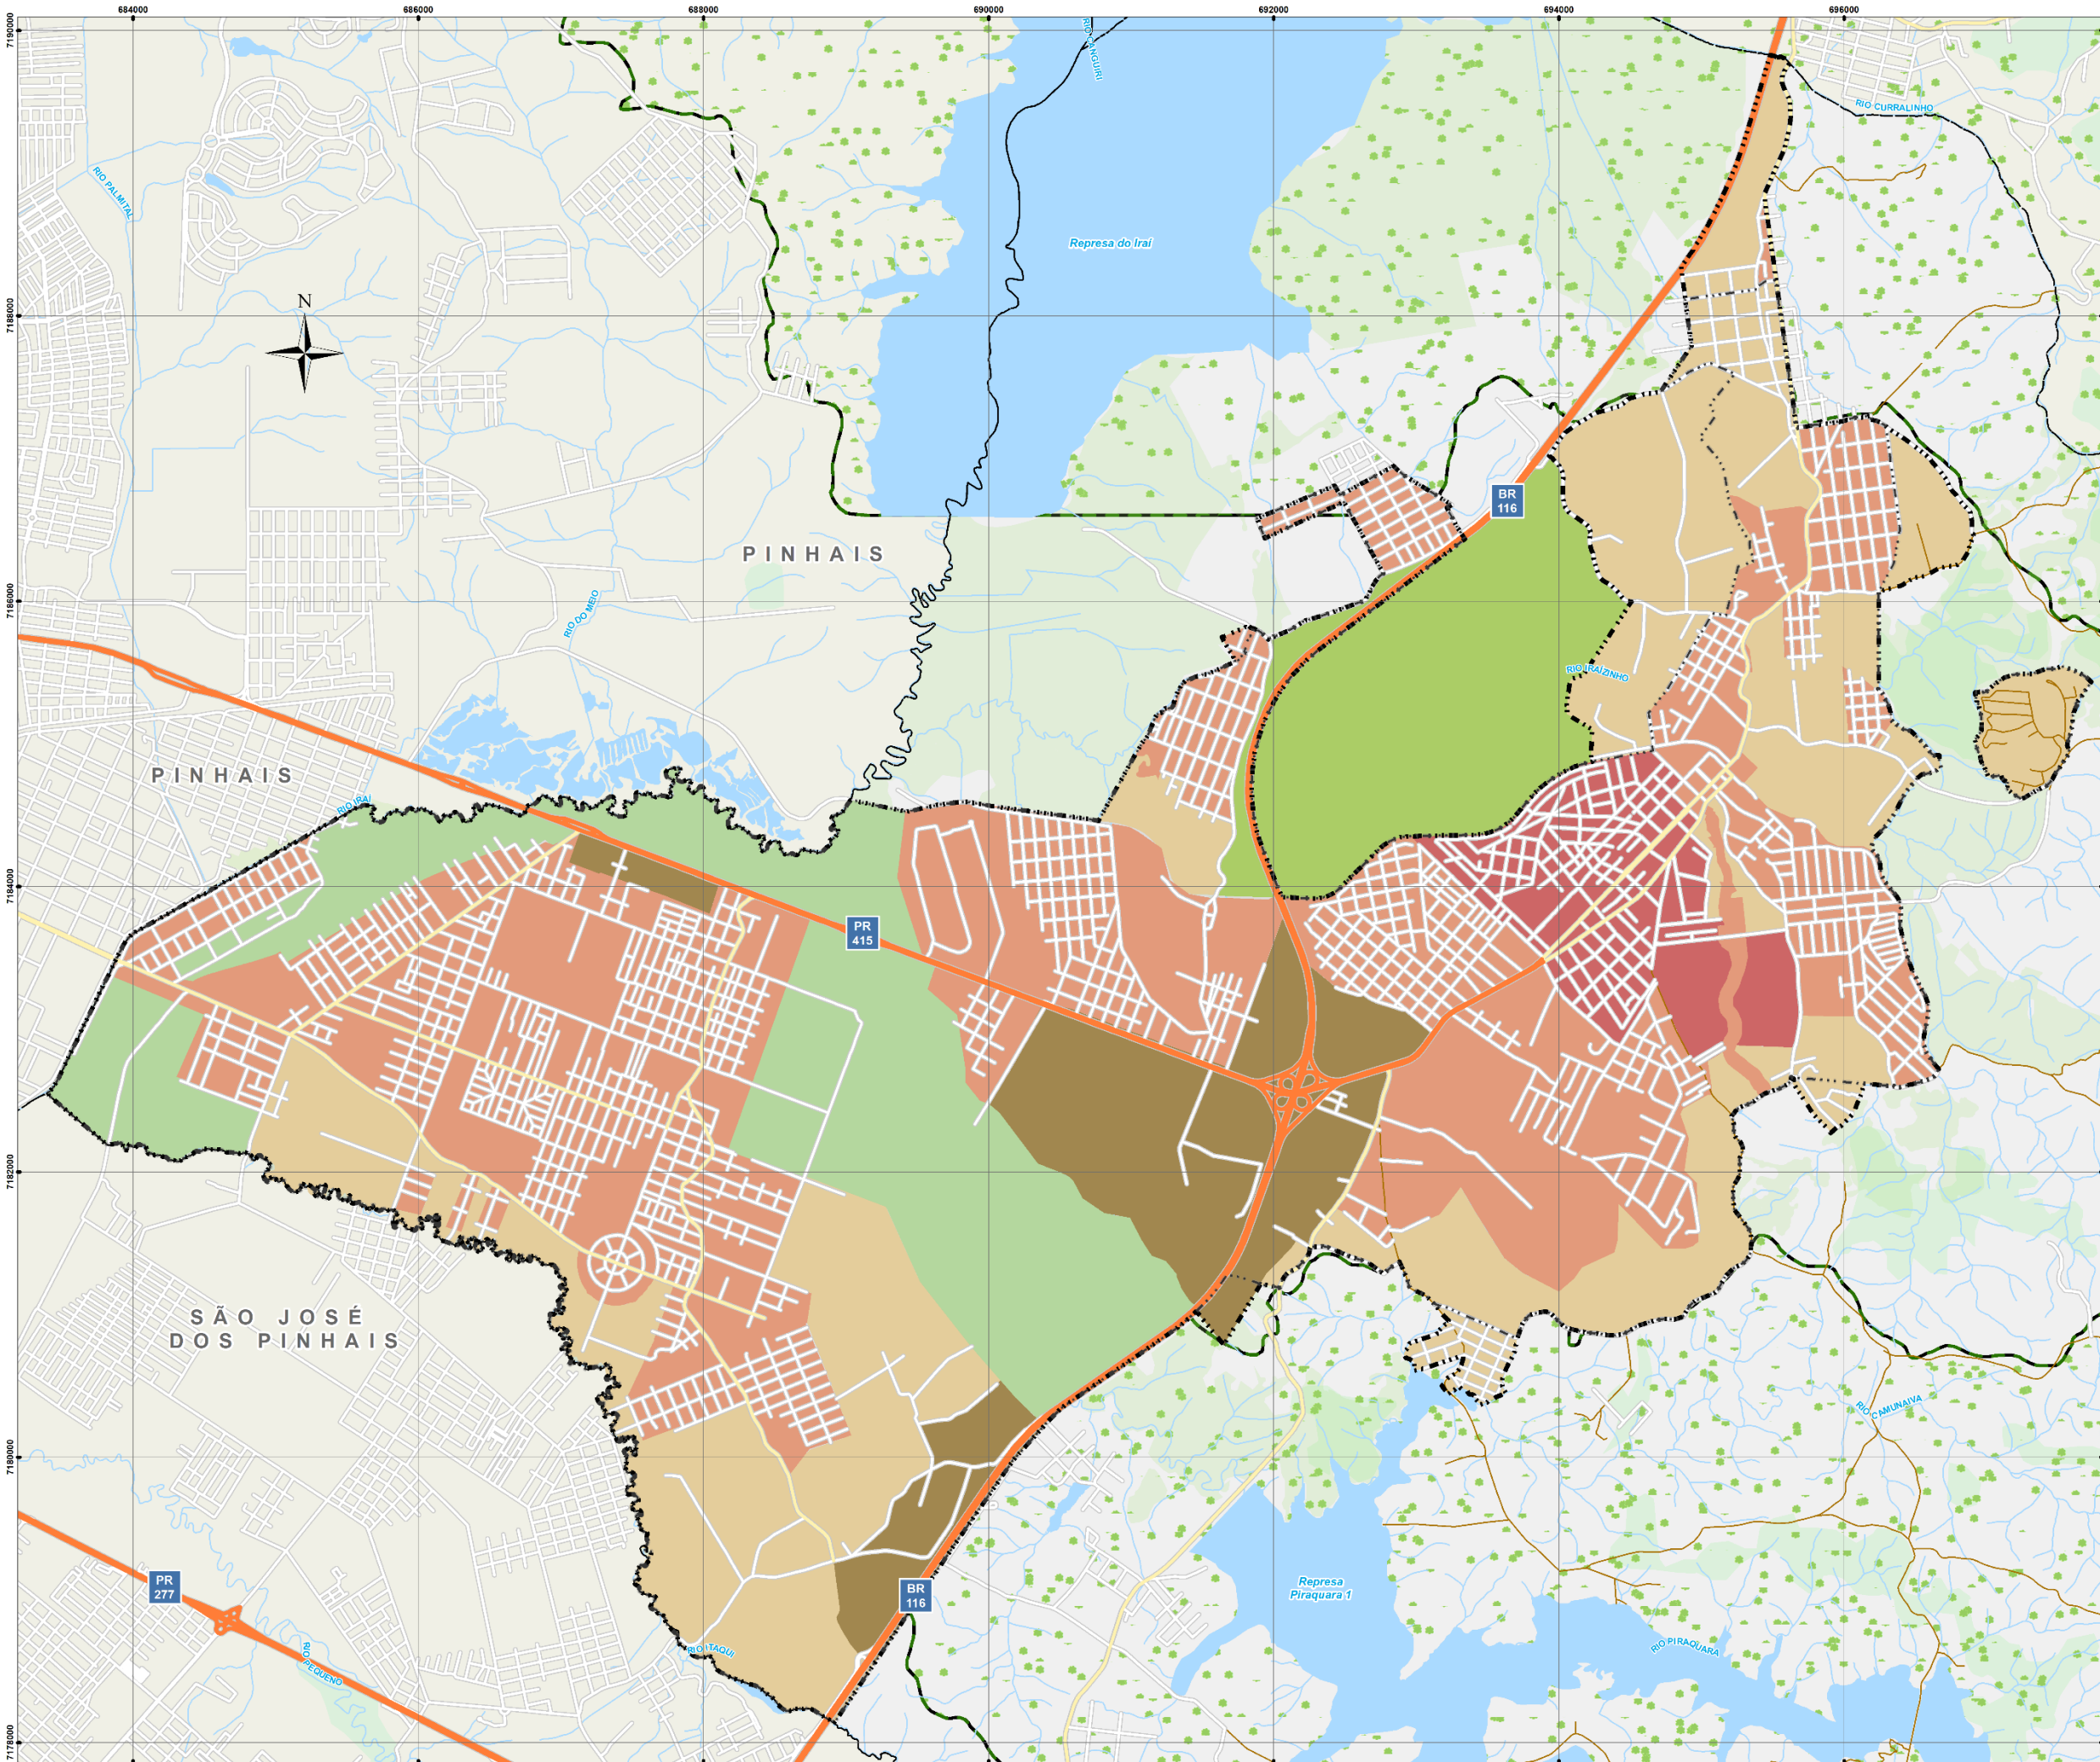 684000
686000
688000
690000
692000
694000
696000
7190000
RIO CANGUIRI
RIO CURRALINHO
RIO PALMITAL
Represa do Iraí
N
7188000
BR
116
PINHAIS
7186000
RIO DO MEIO
RIO IRAÍZINHO
PINHAIS
RIO IRAÍ
7184000
PR
415
7182000
SÃO JOSÉ
DOS PINHAIS
RIO CAMUNAIVA
7180000
PR
277
BR
116
Represa
Piraquara 1
RIO PIRAQUARA
RIO ITAQUI
RIO PEQUENO
7178000